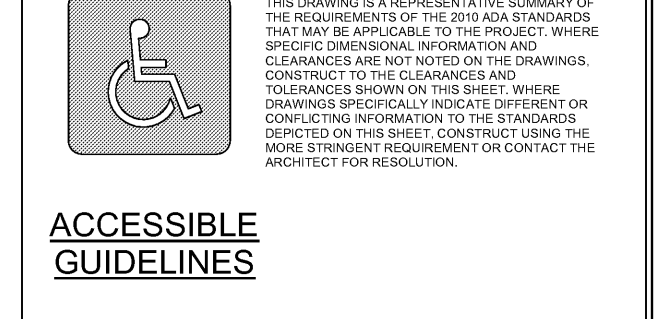 THIS DRAWING IS A REPRESENTATIVE SUMMARY OF
THE REQUIREMENTS OF THE 2010 ADA STANDARDS
THAT MAY BE APPLICABLE TO THE PROJECT. WHERE
SPECIFIC DIMENSIONAL INFORMATION AND
CLEARANCES ARE NOT NOTED ON THE DRAWINGS,
CONSTRUCT TO THE CLEARANCES AND
TOLERANCES SHOWN ON THIS SHEET. WHERE
DRAWINGS SPECIFICALLY INDICATE DIFFERENT OR
CONFLICTING INFORMATION TO THE STANDARDS
DEPICTED ON THIS SHEET, CONSTRUCT USING THE
MORE STRINGENT REQUIREMENT OR CONTACT THE
ARCHITECT FOR RESOLUTION.
ACCESSIBLE
GUIDELINES